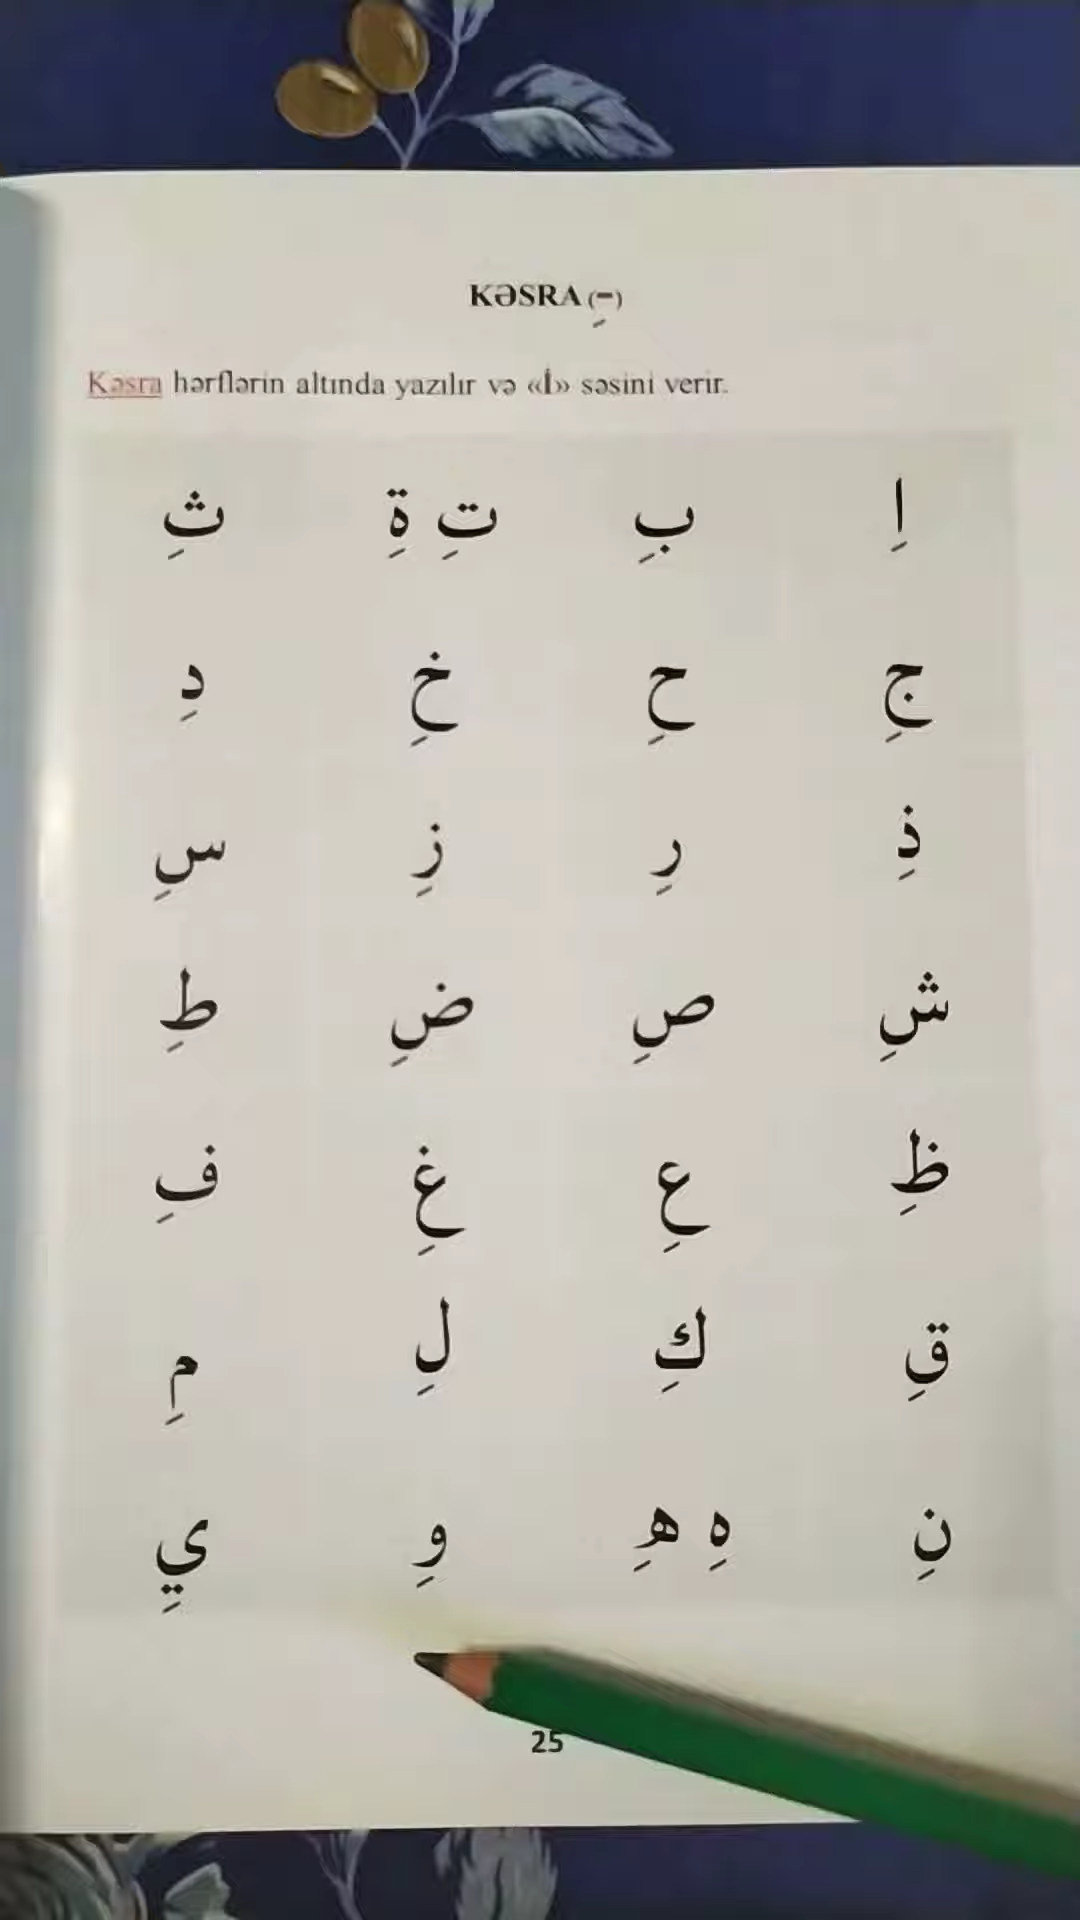 KƏSRA (ـِ)
Kəsra hərflərin altında yazılır və «İ» səsini verir.
اِ بِ تِ ةِ ثِ
جِ حِ خِ دِ
ذِ رِ زِ سِ
شِ صِ ضِ طِ
ظِ عِ غِ فِ
قِ كِ لِ مِ
نِ هِ هِـ وِ يِ
25